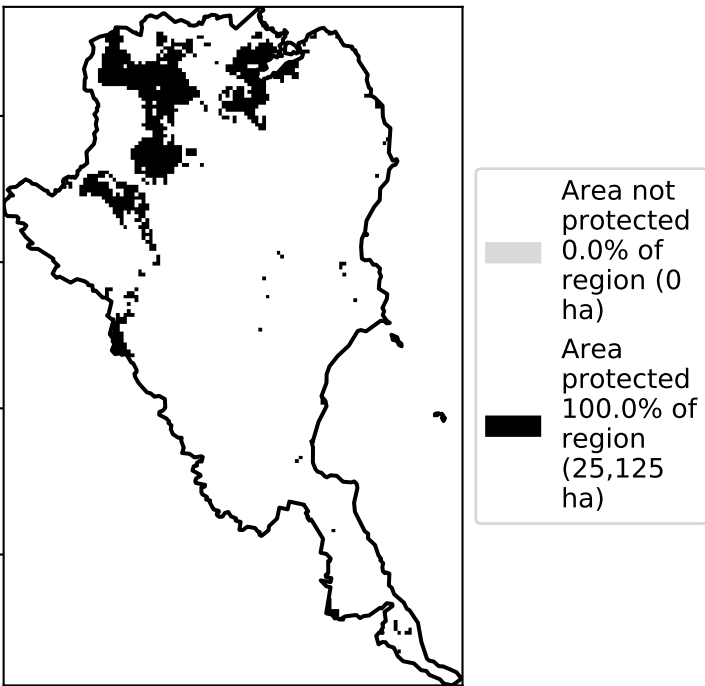 Area not
protected
0.0% of
region (0
ha)
Area
protected
100.0% of
region
(25,125
ha)